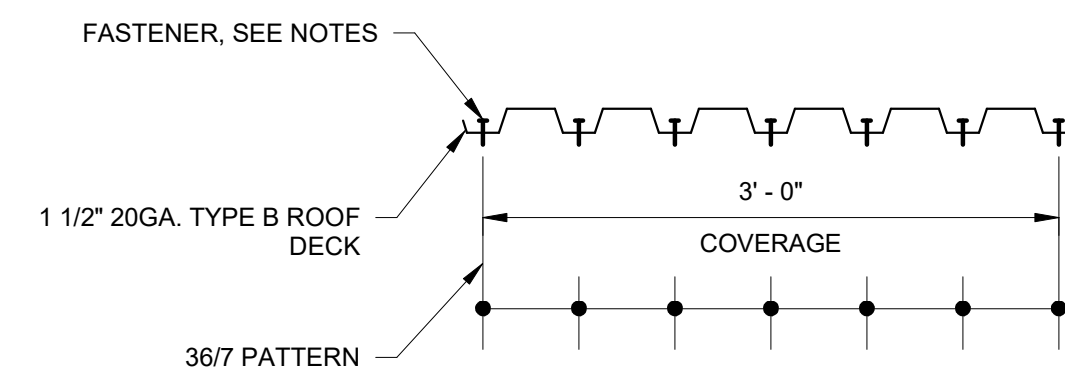 FASTENER, SEE NOTES
1 1/2" 20GA. TYPE B ROOF
DECK
3' - 0"
COVERAGE
36/7 PATTERN